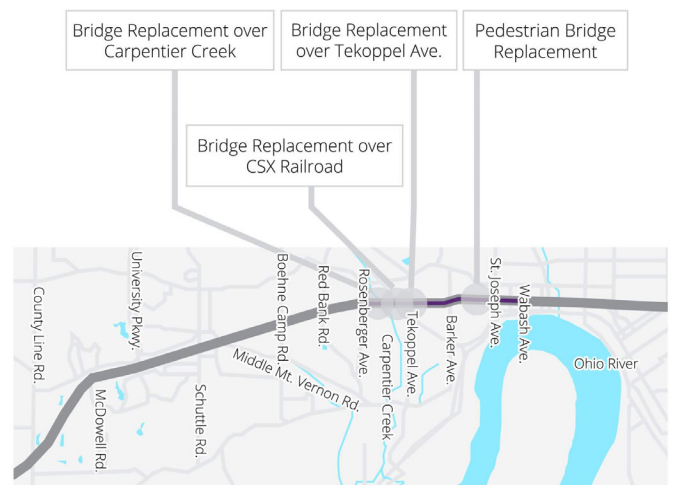 Bridge Replacement over
Carpentier Creek
Bridge Replacement
over Tekoppel Ave.
Pedestrian Bridge
Replacement
Bridge Replacement over
CSX Railroad
County Line Rd.
McDowell Rd.
University Pkwy.
Schuttle Rd.
Boehne Camp Rd.
Red Bank Rd.
Middle Mt. Vernon Rd.
Rosenberger Ave.
Carpentier Creek
Tekoppel Ave.
Barker Ave.
St. Joseph Ave.
Wabash Ave.
Ohio River